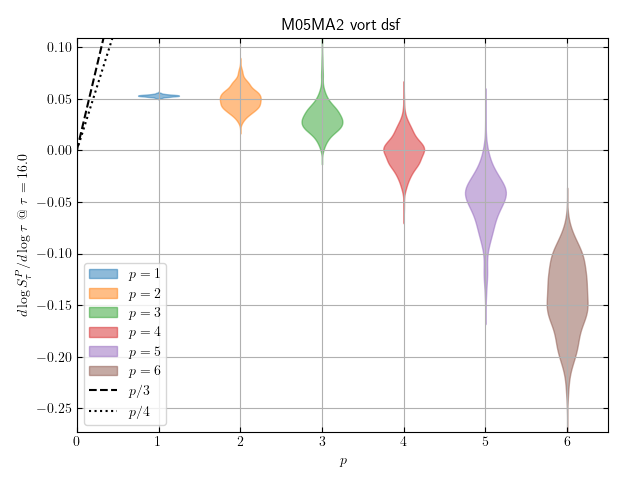 M05MA2 vort dsf
d log S_τ^P / d log τ @ τ = 16.0
0.10
0.05
0.00
−0.05
−0.10
−0.15
−0.20
−0.25
p = 1
p = 2
p = 3
p = 4
p = 5
p = 6
p/3
p/4
0 1 2 3 4 5 6
p